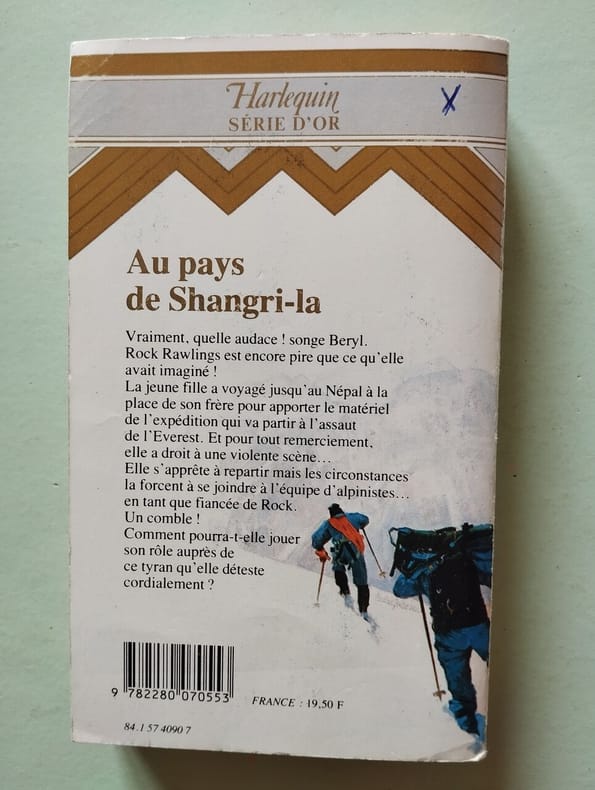 Harlequin
SÉRIE D'OR
X
Au pays
de Shangri-la
Vraiment, quelle audace ! songe Beryl.
Rock Rawlings est encore pire que ce qu'elle
avait imaginé !
La jeune fille a voyagé jusqu'au Népal à la
place de son frère pour apporter le matériel
de l'expédition qui va partir à l'assaut
de l'Everest. Et pour tout remerciement,
elle a droit à une violente scène...
Elle s'apprête à repartir mais les circonstances
la forcent à se joindre à l'équipe d'alpinistes...
en tant que fiancée de Rock.
Un comble !
Comment pourra-t-elle jouer
son rôle auprès de
ce tyran qu'elle déteste
cordialement ?
9 782280 070553
FRANCE : 19,50 F
84.1 57 4090 7